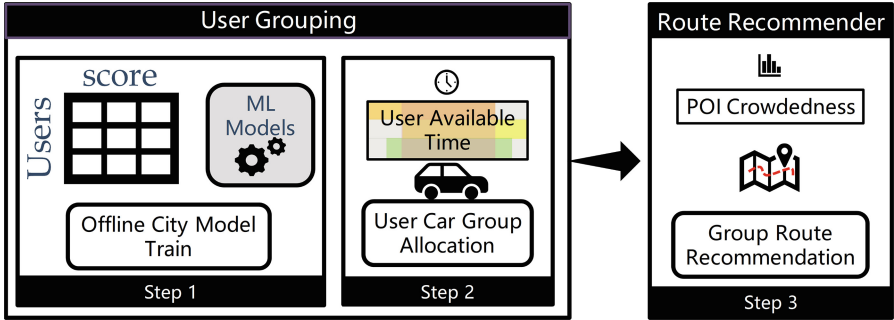 User Grouping
score
Users
ML
Models
Offline City Model
Train
Step 1
User Available
Time
User Car Group
Allocation
Step 2
Route Recommender
POI Crowdedness
Group Route
Recommendation
Step 3